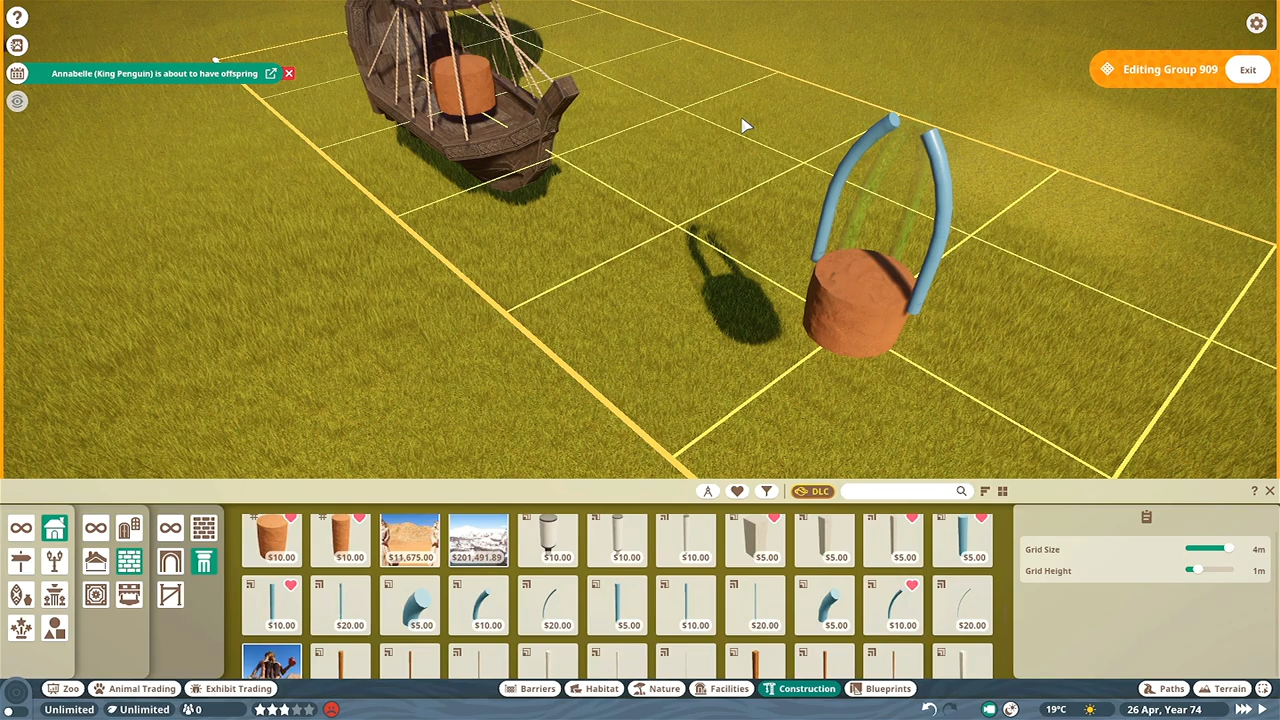 ?
Annabelle (King Penguin) is about to have offspring
Editing Group 909
Exit
DLC
? ×
$10.00 $10.00 $11,675.00 $201,491.89 $10.00 $10.00 $10.00 $5.00 $5.00 $5.00 $5.00
$10.00 $20.00 $5.00 $10.00 $20.00 $5.00 $10.00 $20.00 $5.00 $10.00 $20.00
Grid Size 4m
Grid Height 1m
Zoo Animal Trading Exhibit Trading Barriers Habitat Nature Facilities Construction Blueprints Paths Terrain
Unlimited Unlimited 0 19°C 26 Apr, Year 74